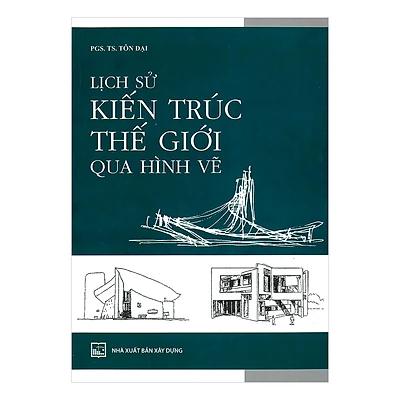 PGS. TS. TÔN ĐẠI
LỊCH SỬ
KIẾN TRÚC
THẾ GIỚI
QUA HÌNH VẼ
NHÀ XUẤT BẢN XÂY DỰNG